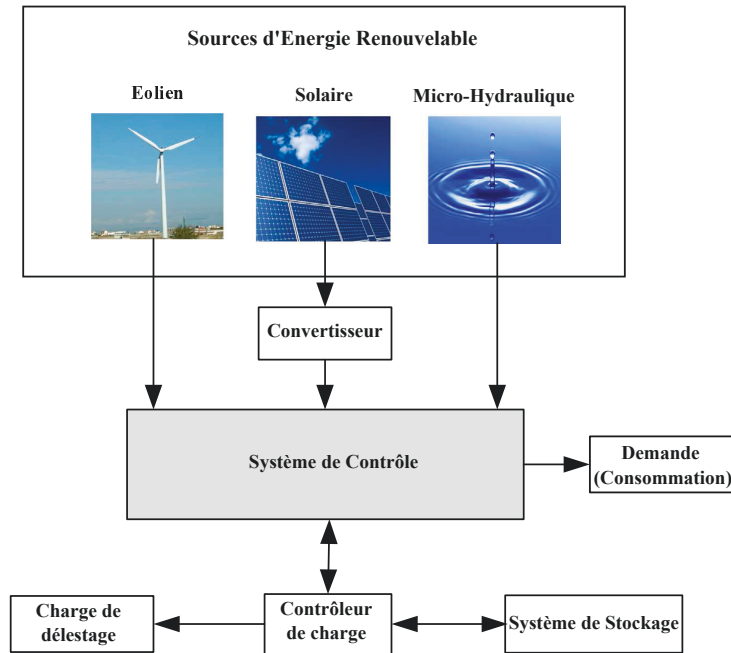 Sources d'Energie Renouvelable
Eolien
Solaire
Micro-Hydraulique
Convertisseur
Système de Contrôle
Demande
(Consommation)
Charge de
délestage
Contrôleur
de charge
Système de Stockage